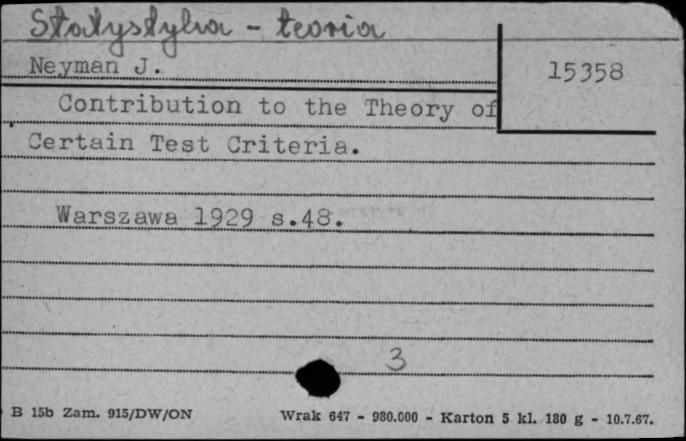 Statystyka - teoria
Neyman J.
15358
Contribution to the Theory of
Certain Test Criteria.
Warszawa 1929 s.48.
3
B 15b Zam. 915/DW/ON
Wrak 647 - 980.000 - Karton 5 kl. 180 g - 10.7.67.